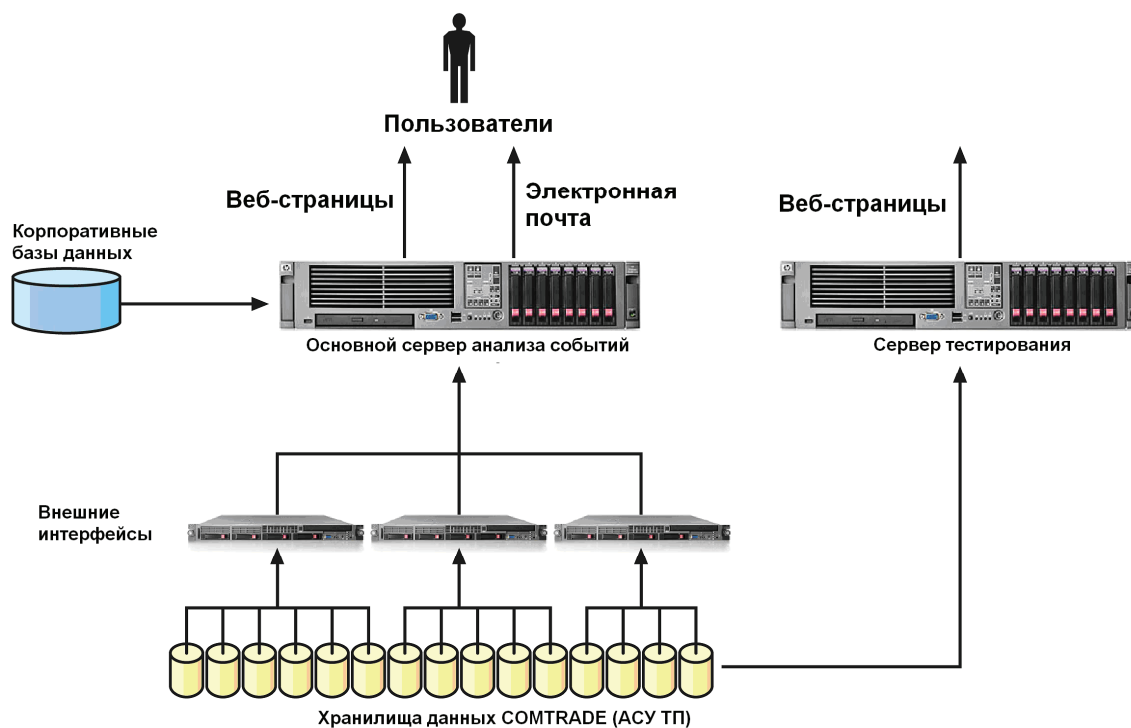 Пользователи
Веб-страницы
Электронная
почта
Веб-страницы
Корпоративные
базы данных
Основной сервер анализа событий
Сервер тестирования
Внешние
интерфейсы
Хранилища данных COMTRADE (АСУ ТП)